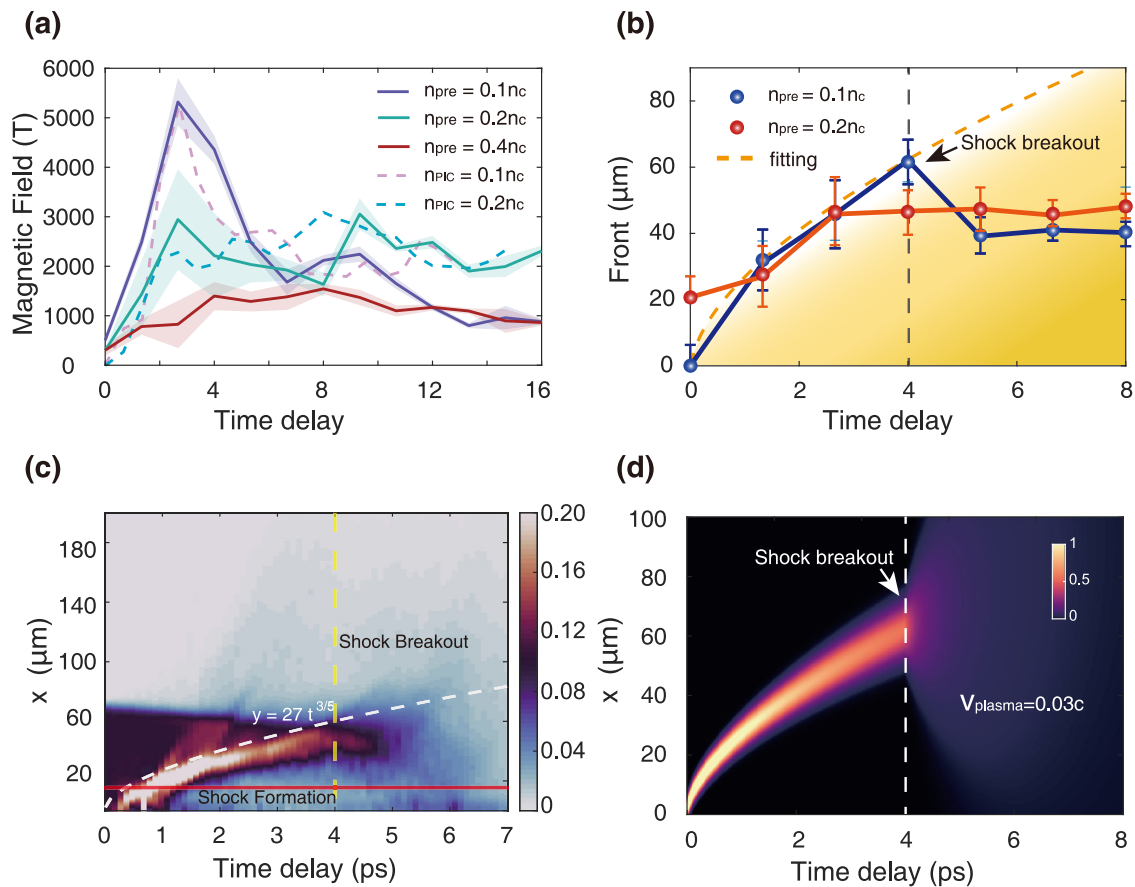 (a)
6000
5000
4000
3000
2000
1000
0
Magnetic Field (T)
0 4 8 12 16
Time delay
npre = 0.1nc
npre = 0.2nc
npre = 0.4nc
nPIC = 0.1nc
nPIC = 0.2nc
(b)
80
60
40
20
0
Front (μm)
0 2 4 6 8
Time delay
npre = 0.1nc
npre = 0.2nc
fitting
Shock breakout
(c)
180
140
100
60
20
x (μm)
0 1 2 3 4 5 6 7
Time delay (ps)
Shock Breakout
y = 27 t^3/5
Shock Formation
0.20
0.16
0.12
0.08
0.04
0
(d)
100
80
60
40
20
0
x (μm)
0 2 4 6 8
Time delay (ps)
Shock breakout
1
0.5
0
Vplasma=0.03c